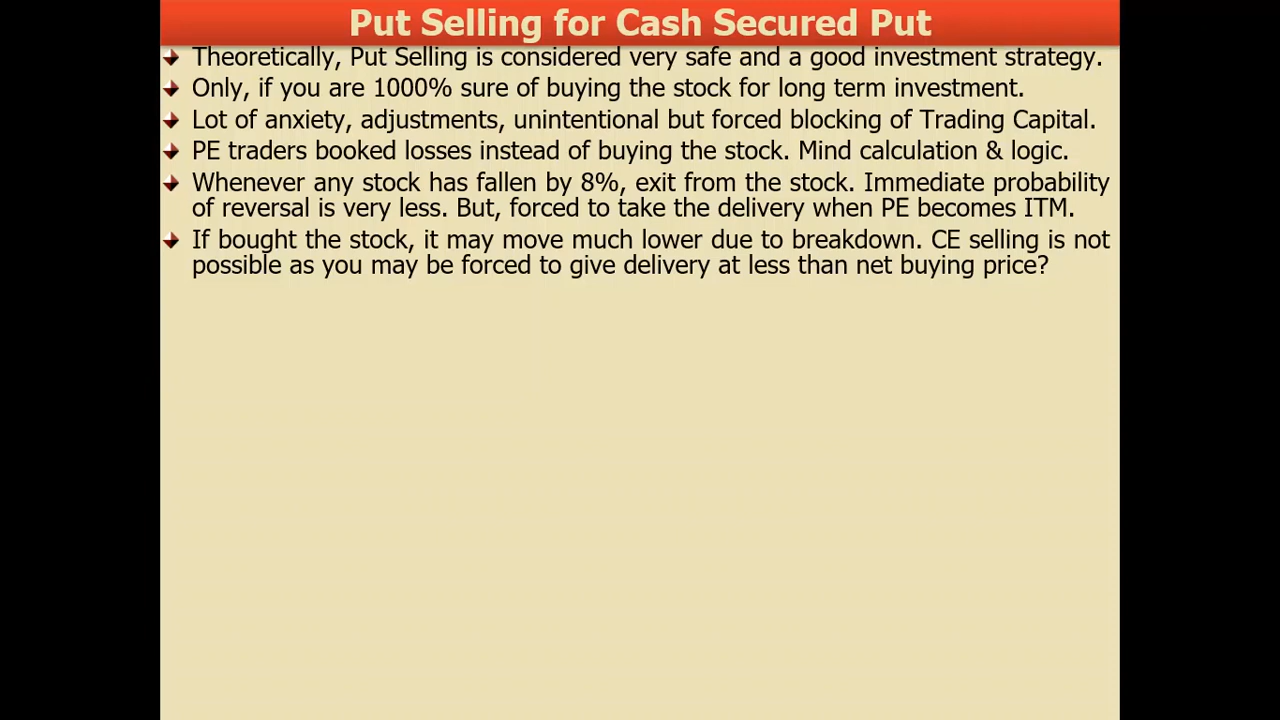 Put Selling for Cash Secured Put
Theoretically, Put Selling is considered very safe and a good investment strategy.
Only, if you are 1000% sure of buying the stock for long term investment.
Lot of anxiety, adjustments, unintentional but forced blocking of Trading Capital.
PE traders booked losses instead of buying the stock. Mind calculation & logic.
Whenever any stock has fallen by 8%, exit from the stock. Immediate probability
of reversal is very less. But, forced to take the delivery when PE becomes ITM.
If bought the stock, it may move much lower due to breakdown. CE selling is not
possible as you may be forced to give delivery at less than net buying price?